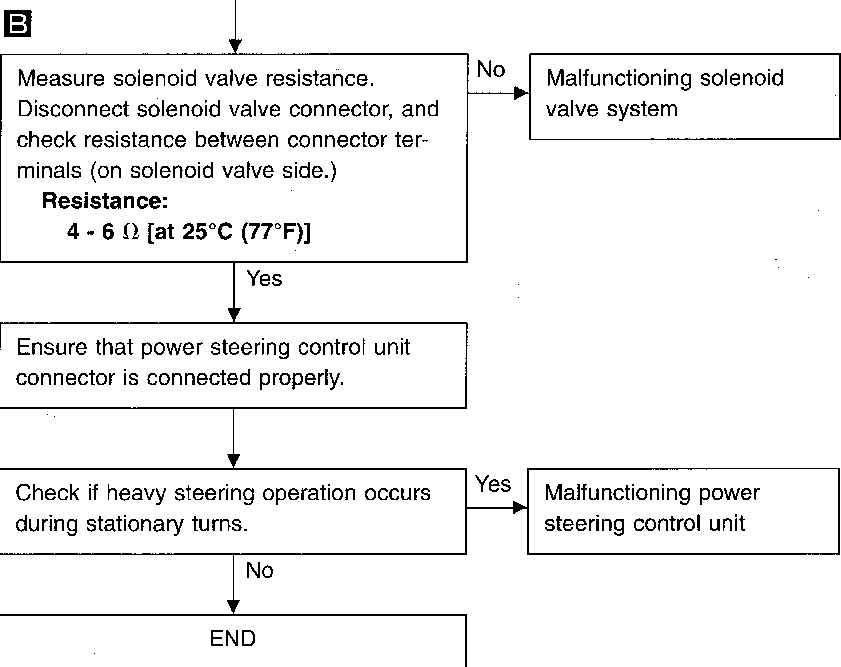 B
Measure solenoid valve resistance.
Disconnect solenoid valve connector, and
check resistance between connector ter-
minals (on solenoid valve side.)
Resistance:
4 - 6 Ω [at 25°C (77°F)]
No
Malfunctioning solenoid
valve system
Yes
Ensure that power steering control unit
connector is connected properly.
Check if heavy steering operation occurs
during stationary turns.
Yes
Malfunctioning power
steering control unit
No
END